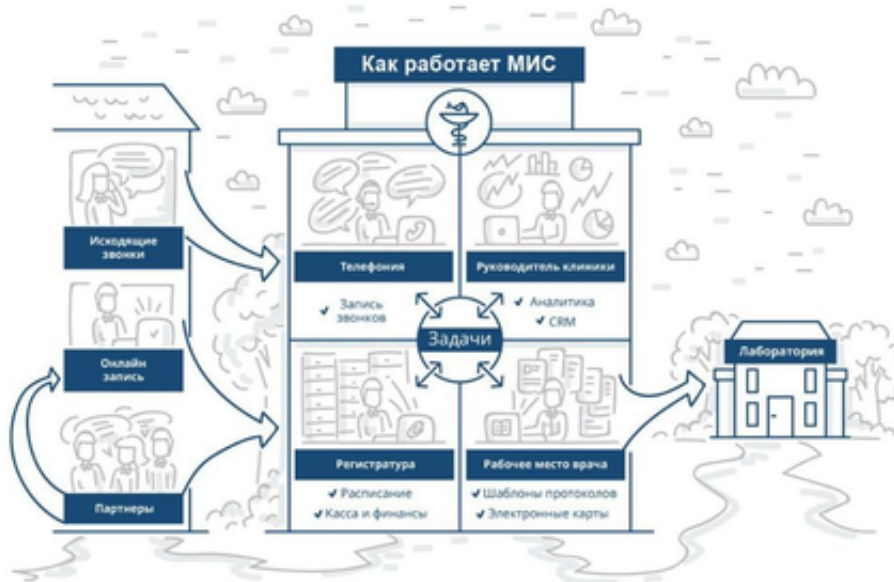 Как работает МИС
Исходящие
звонки
Онлайн
запись
Партнеры
Телефония
Запись
звонков
Руководитель клиники
Аналитика
CRM
Задачи
Регистратура
Расписание
Касса и финансы
Рабочее место врача
Шаблоны протоколов
Электронные карты
Лаборатория